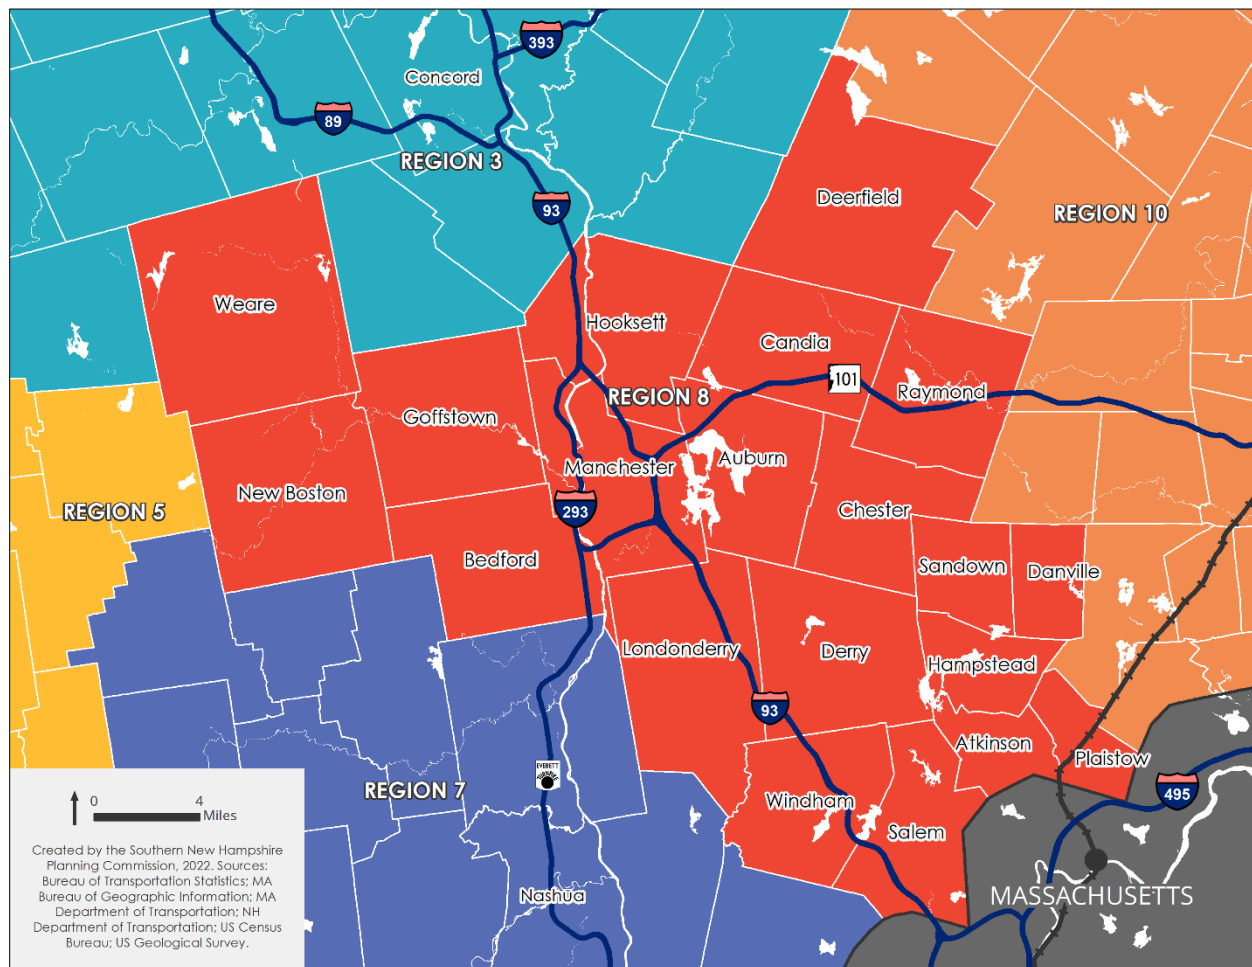 393
Concord
89
REGION 3
93
Deerfield
REGION 10
Weare
Hooksett
Candia
101
Raymond
REGION 8
Goffstown
Manchester
Auburn
New Boston
REGION 5
293
Chester
Bedford
Sandown
Danville
Londonderry
Derry
Hampstead
93
Atkinson
Plaistow
EVERETT
TURNPIKE
REGION 7
Windham
Salem
495
Nashua
MASSACHUSETTS
0 4
Miles
Created by the Southern New Hampshire
Planning Commission, 2022. Sources:
Bureau of Transportation Statistics; MA
Bureau of Geographic Information; MA
Department of Transportation; NH
Department of Transportation; US Census
Bureau; US Geological Survey.